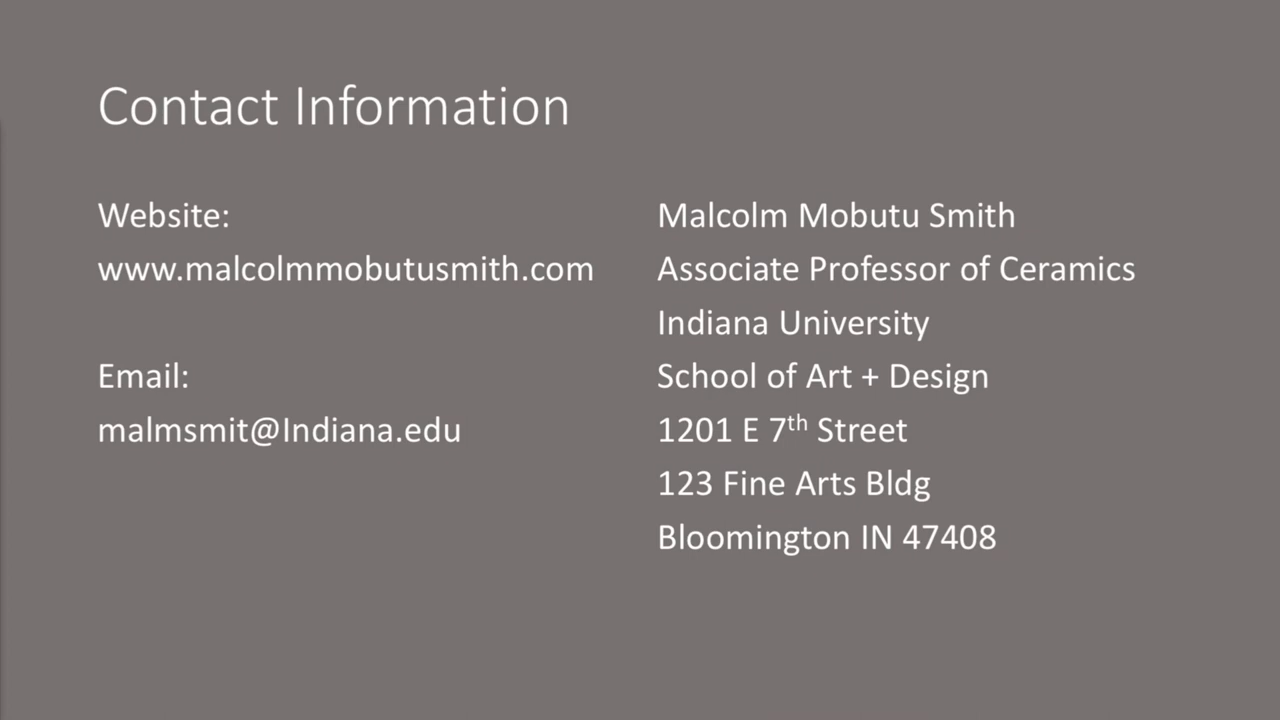 Contact Information
Website:
www.malcolmmobutusmith.com
Email:
malmsmit@Indiana.edu
Malcolm Mobutu Smith
Associate Professor of Ceramics
Indiana University
School of Art + Design
1201 E 7th Street
123 Fine Arts Bldg
Bloomington IN 47408